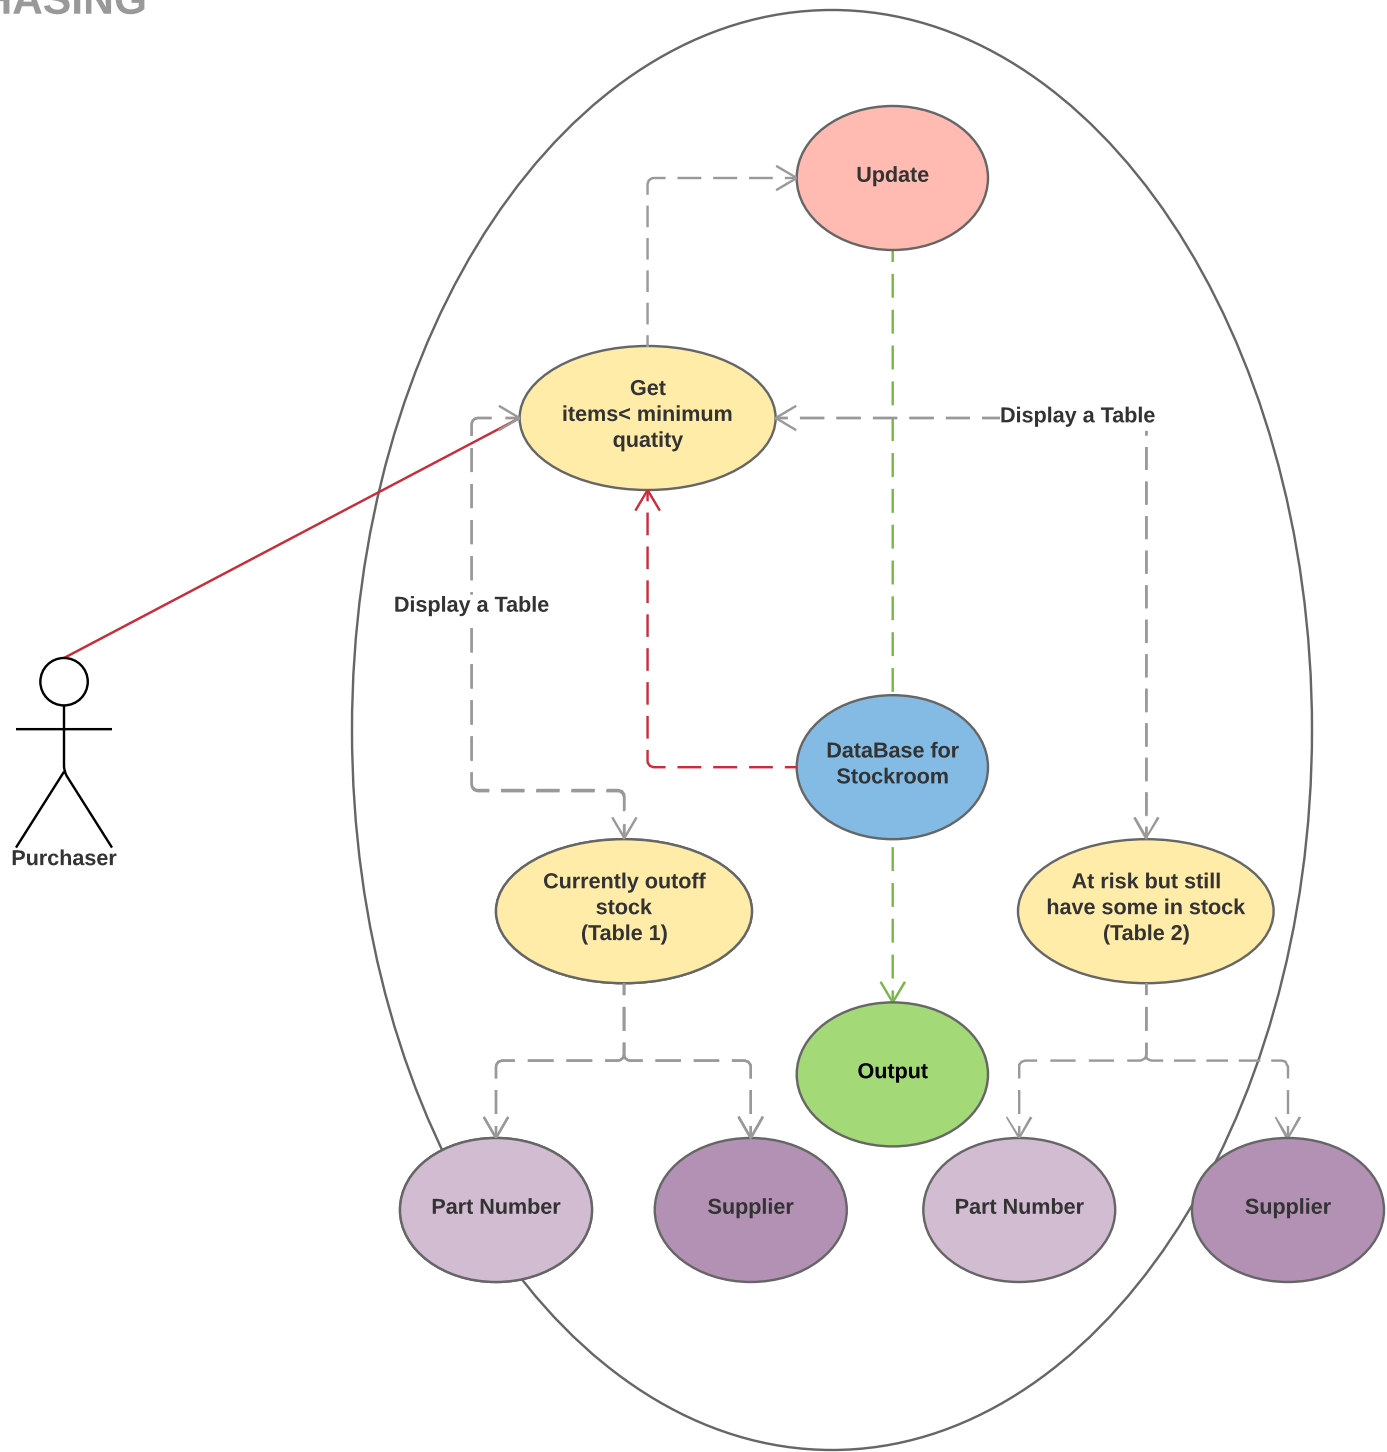 HASING
Update
Get
items< minimum
quatity
Display a Table
Display a Table
DataBase for
Stockroom
Purchaser
Currently outoff
stock
(Table 1)
At risk but still
have some in stock
(Table 2)
Output
Part Number
Supplier
Part Number
Supplier